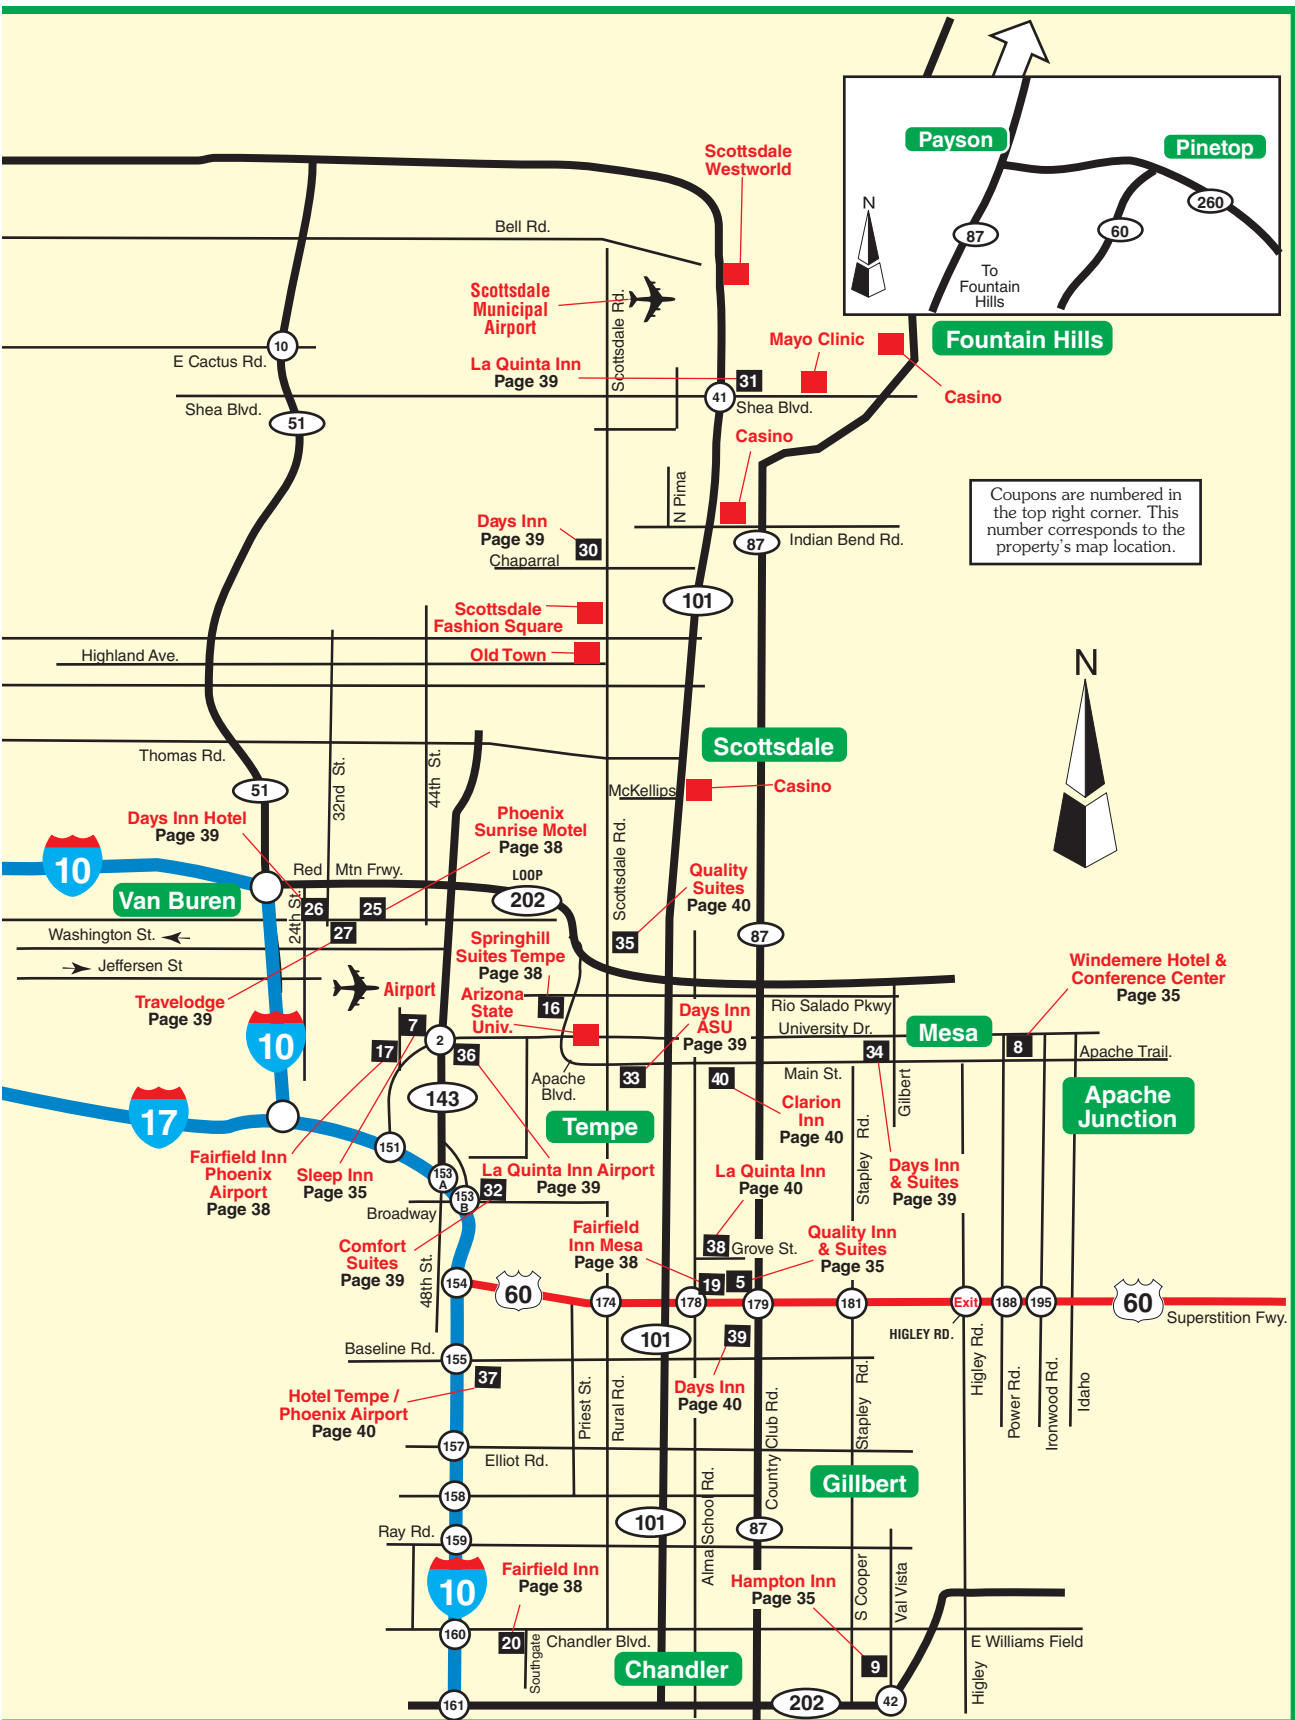 Payson
Pinetop
N
260
60
87
To
Fountain
Hills
Fountain Hills
Scottsdale
Westworld
Bell Rd.
Scottsdale
Municipal
Airport
Scottsdale Rd.
Mayo Clinic
10
E Cactus Rd.
La Quinta Inn
Page 39
31
Casino
41
Shea Blvd.
Shea Blvd.
51
Casino
N Pima
Coupons are numbered in
the top right corner. This
number corresponds to the
property's map location.
Days Inn
Page 39
30
87
Indian Bend Rd.
Chaparral
101
Scottsdale
Fashion Square
Highland Ave.
Old Town
N
Scottsdale
Thomas Rd.
32nd St.
44th St.
51
McKellips
Casino
Days Inn Hotel
Page 39
Phoenix
Sunrise Motel
Page 38
Scottsdale Rd.
10
Red Mtn Frwy.
LOOP
202
Quality
Suites
Page 40
Van Buren
24th St.
26
25
27
35
87
Washington St.
Jeffersen St
Springhill
Suites Tempe
Page 38
Windemere Hotel &
Conference Center
Page 35
Airport
Travelodge
Page 39
Arizona
State
Univ.
16
Rio Salado Pkwy
Days Inn
ASU
Page 39
University Dr.
Mesa
10
7
2
17
36
34
8
Apache Trail.
Apache
Blvd.
33
40
Main St.
Gilbert
143
Apache
Junction
17
Tempe
Clarion
Inn
Page 40
Stapley Rd.
151
Fairfield Inn
Phoenix
Airport
Page 38
Sleep Inn
Page 35
153
A
153
B
La Quinta Inn Airport
Page 39
La Quinta Inn
Page 40
Days Inn
& Suites
Page 39
32
Broadway
Comfort
Suites
Page 39
48th St.
Fairfield
Inn Mesa
Page 38
38
Grove St.
Quality Inn
& Suites
Page 35
19
5
154
60
174
178
179
181
Exit
188
195
60
Superstition Fwy.
HIGLEY RD.
101
39
Baseline Rd.
155
37
Hotel Tempe /
Phoenix Airport
Page 40
Days Inn
Page 40
Priest St.
Rural Rd.
Country Club Rd.
Stapley Rd.
Higley Rd.
Power Rd.
Ironwood Rd.
Idaho
157
Elliot Rd.
Gillbert
158
Alma School Rd.
101
87
Ray Rd.
159
10
Fairfield Inn
Page 38
Hampton Inn
Page 35
S Cooper
Val Vista
160
20
Southgate
Chandler Blvd.
E Williams Field
Chandler
9
Higley
161
202
42